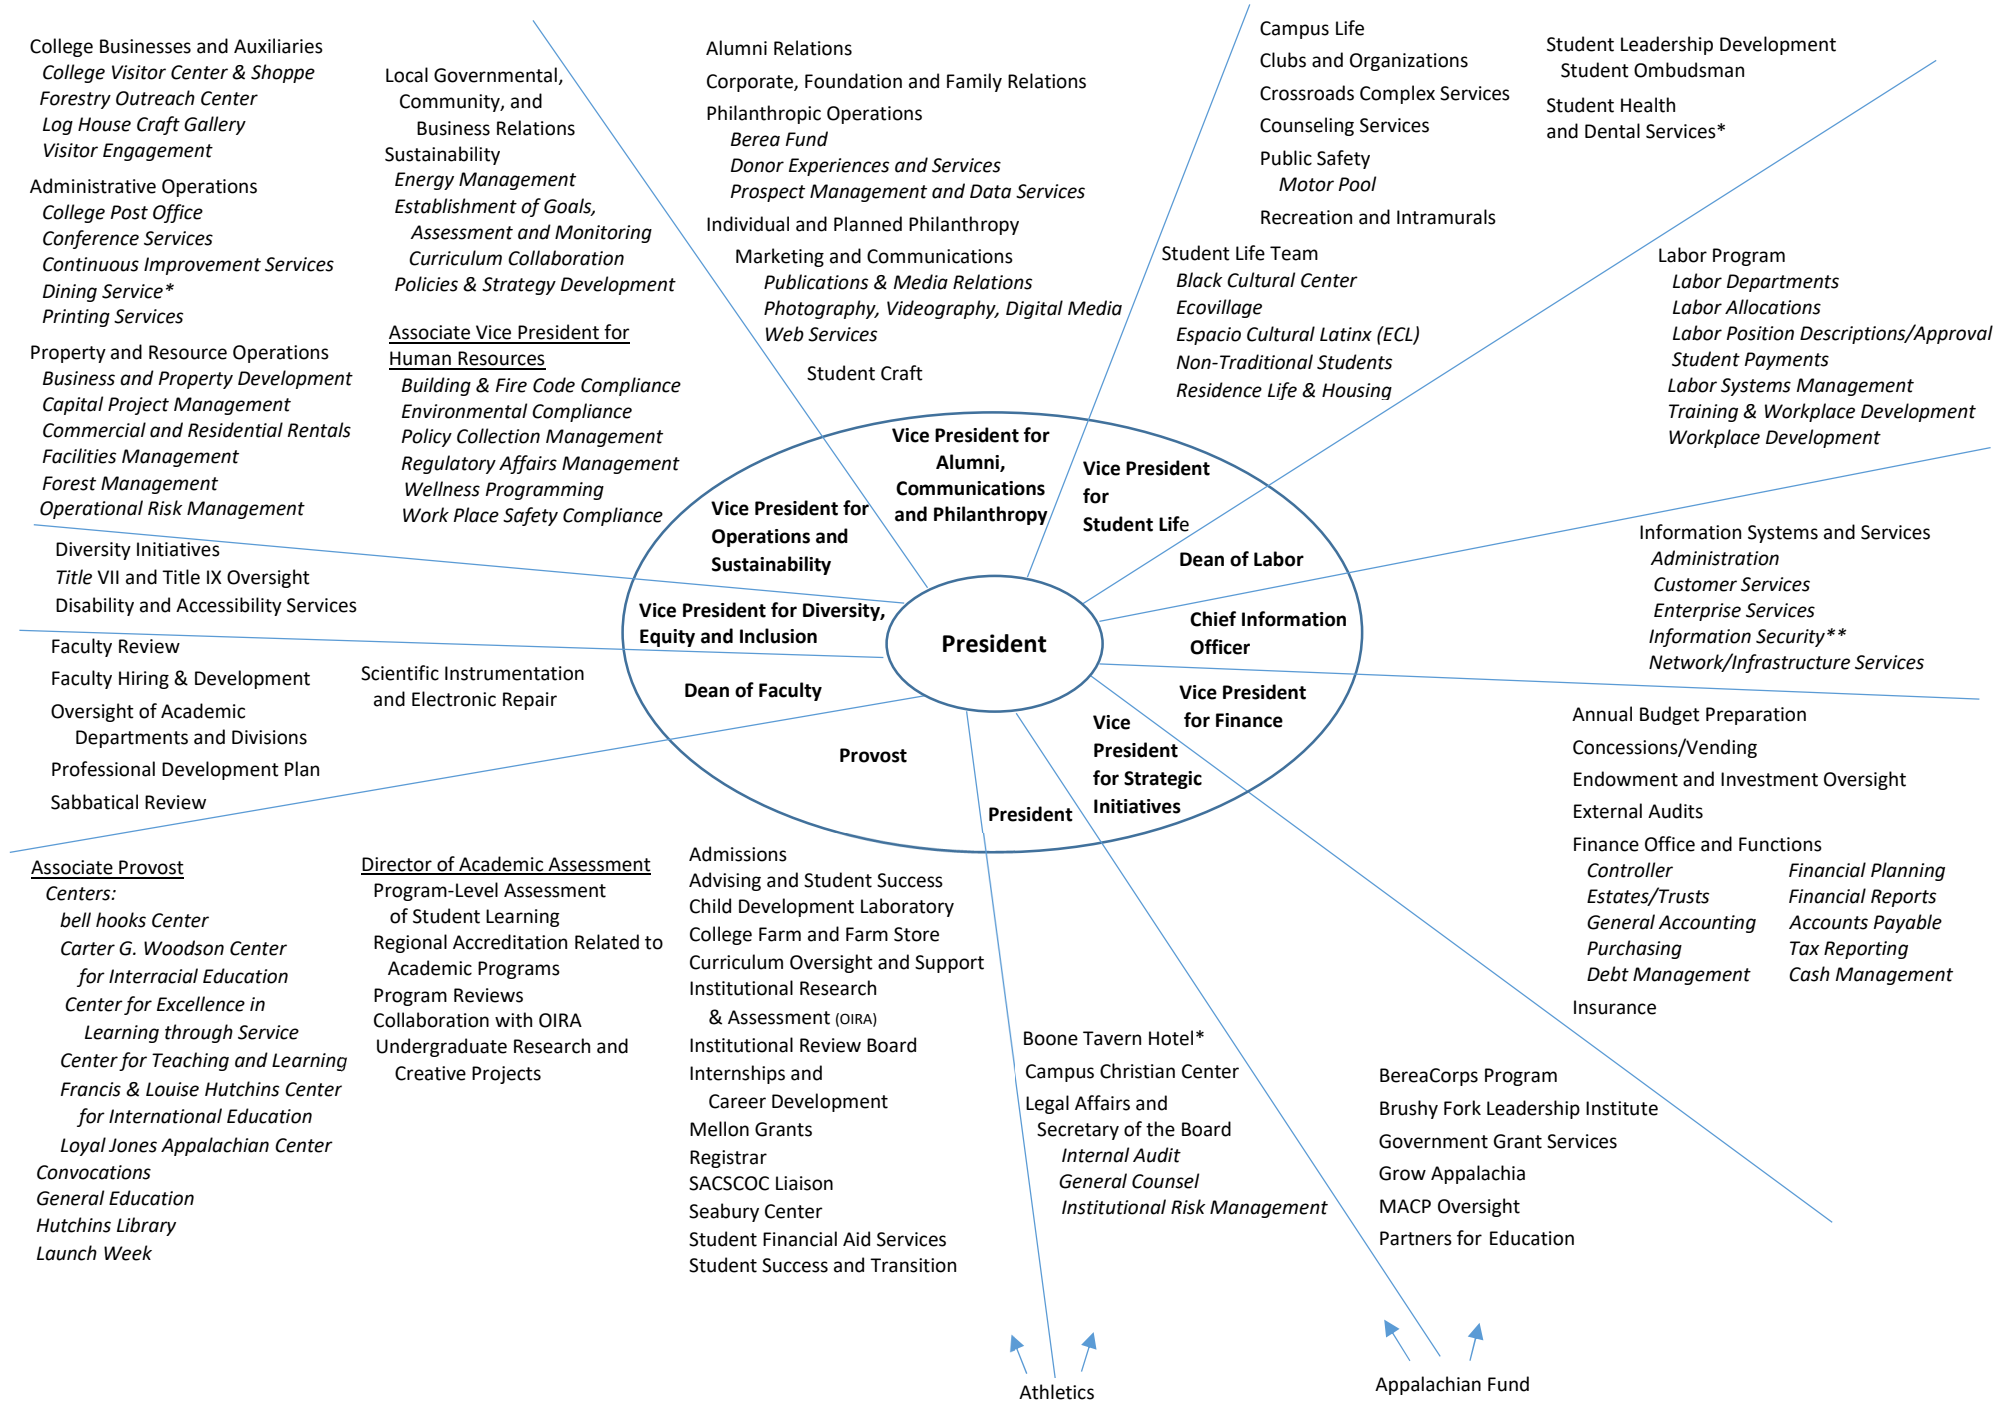 College Businesses and Auxiliaries
College Visitor Center & Shoppe
Forestry Outreach Center
Log House Craft Gallery
Visitor Engagement
Administrative Operations
College Post Office
Conference Services
Continuous Improvement Services
Dining Service*
Printing Services
Property and Resource Operations
Business and Property Development
Capital Project Management
Commercial and Residential Rentals
Facilities Management
Forest Management
Operational Risk Management
Local Governmental,
Community, and
Business Relations
Sustainability
Energy Management
Establishment of Goals,
Assessment and Monitoring
Curriculum Collaboration
Policies & Strategy Development
Associate Vice President for
Human Resources
Building & Fire Code Compliance
Environmental Compliance
Policy Collection Management
Regulatory Affairs Management
Wellness Programming
Work Place Safety Compliance
Alumni Relations
Corporate, Foundation and Family Relations
Philanthropic Operations
Berea Fund
Donor Experiences and Services
Prospect Management and Data Services
Individual and Planned Philanthropy
Marketing and Communications
Publications & Media Relations
Photography, Videography, Digital Media
Web Services
Student Craft
Campus Life
Clubs and Organizations
Crossroads Complex Services
Counseling Services
Public Safety
Motor Pool
Recreation and Intramurals
Student Life Team
Black Cultural Center
Ecovillage
Espacio Cultural Latinx (ECL)
Non-Traditional Students
Residence Life & Housing
Student Leadership Development
Student Ombudsman
Student Health
and Dental Services*
Labor Program
Labor Departments
Labor Allocations
Labor Position Descriptions/Approval
Student Payments
Labor Systems Management
Training & Workplace Development
Workplace Development
Vice President for
Alumni,
Communications
and Philanthropy
Vice President
for
Student Life
Vice President for
Operations and
Sustainability
Dean of Labor
Vice President for Diversity,
Equity and Inclusion
President
Chief Information
Officer
Dean of Faculty
Vice President
for Finance
Provost
Vice
President
for Strategic
Initiatives
President
Diversity Initiatives
Title VII and Title IX Oversight
Disability and Accessibility Services
Faculty Review
Faculty Hiring & Development
Oversight of Academic
Departments and Divisions
Professional Development Plan
Sabbatical Review
Scientific Instrumentation
and Electronic Repair
Information Systems and Services
Administration
Customer Services
Enterprise Services
Information Security**
Network/Infrastructure Services
Annual Budget Preparation
Concessions/Vending
Endowment and Investment Oversight
External Audits
Finance Office and Functions
Controller
Estates/Trusts
General Accounting
Purchasing
Debt Management
Financial Planning
Financial Reports
Accounts Payable
Tax Reporting
Cash Management
Insurance
Associate Provost
Centers:
bell hooks Center
Carter G. Woodson Center
for Interracial Education
Center for Excellence in
Learning through Service
Center for Teaching and Learning
Francis & Louise Hutchins Center
for International Education
Loyal Jones Appalachian Center
Convocations
General Education
Hutchins Library
Launch Week
Director of Academic Assessment
Program-Level Assessment
of Student Learning
Regional Accreditation Related to
Academic Programs
Program Reviews
Collaboration with OIRA
Undergraduate Research and
Creative Projects
Admissions
Advising and Student Success
Child Development Laboratory
College Farm and Farm Store
Curriculum Oversight and Support
Institutional Research
& Assessment (OIRA)
Institutional Review Board
Internships and
Career Development
Mellon Grants
Registrar
SACSCOC Liaison
Seabury Center
Student Financial Aid Services
Student Success and Transition
Boone Tavern Hotel*
Campus Christian Center
Legal Affairs and
Secretary of the Board
Internal Audit
General Counsel
Institutional Risk Management
BereaCorps Program
Brushy Fork Leadership Institute
Government Grant Services
Grow Appalachia
MACP Oversight
Partners for Education
Athletics
Appalachian Fund